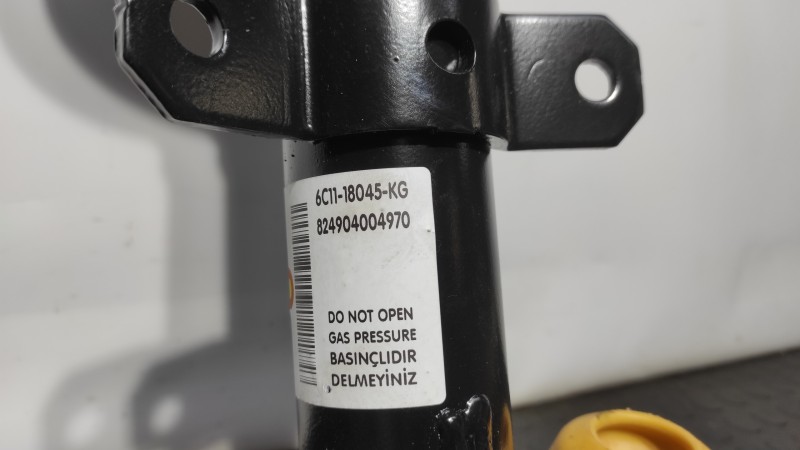 6C11-18045-KG
824904004970
DO NOT OPEN
GAS PRESSURE
BASINÇLIDIR
DELMEYİNİZ